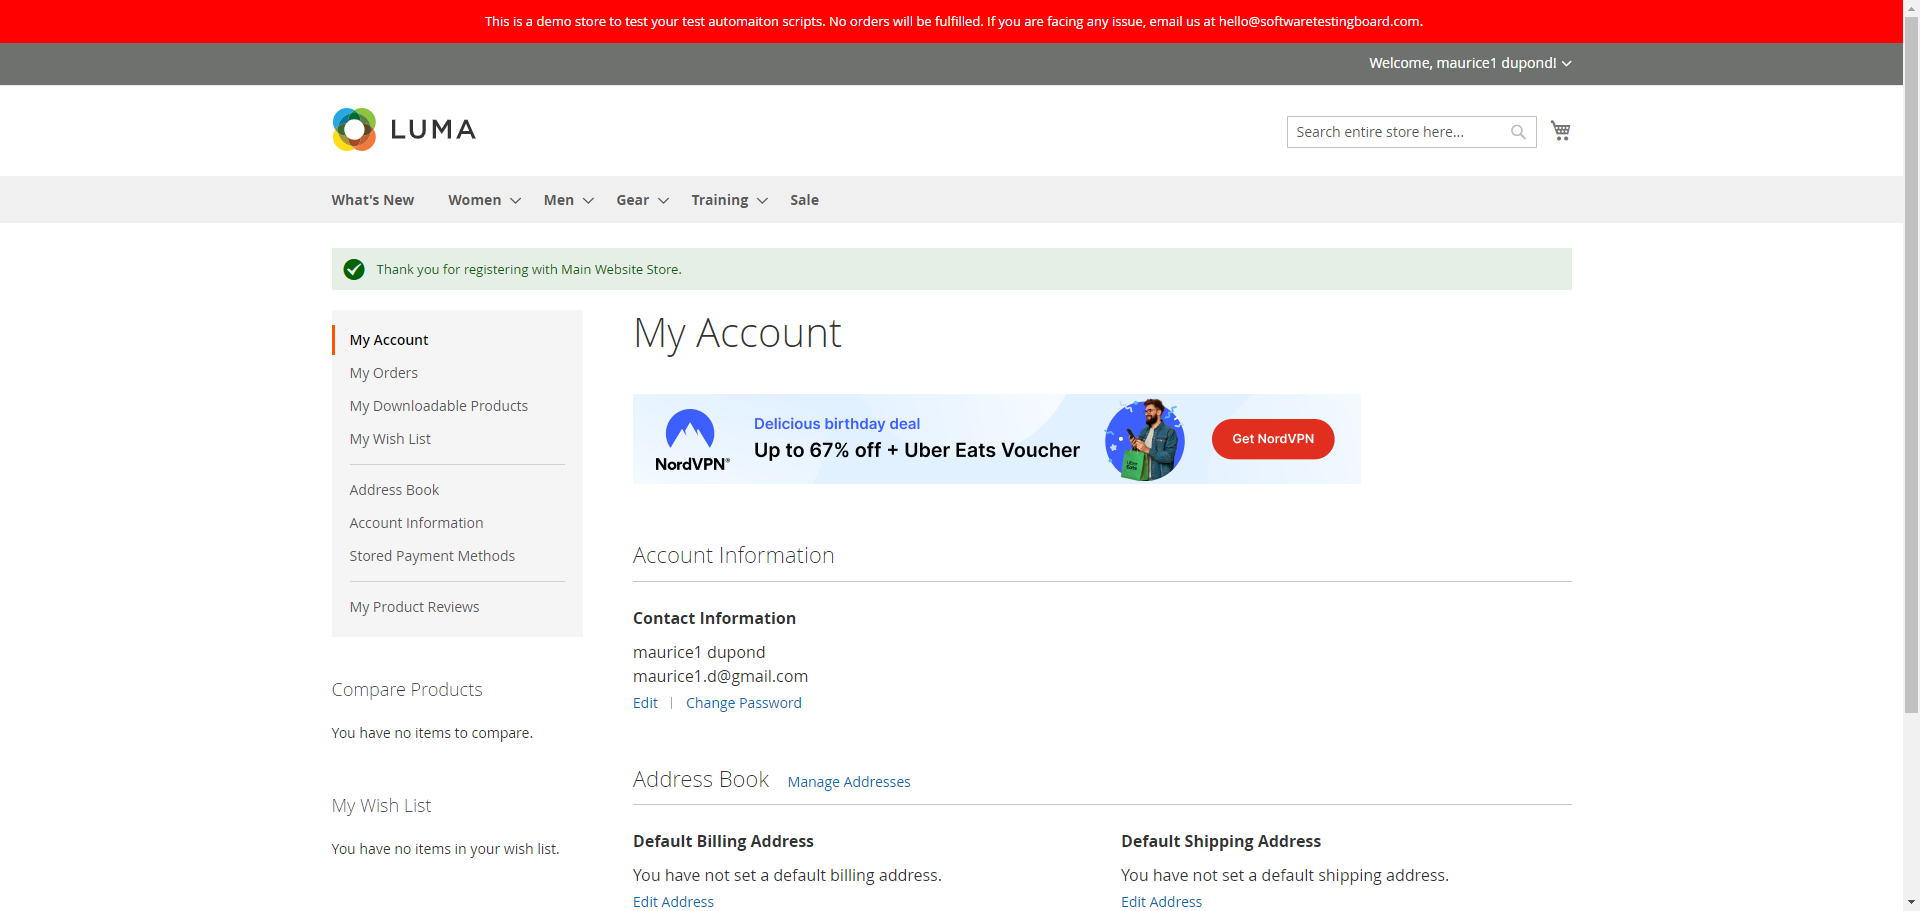 This is a demo store to test your test automaiton scripts. No orders will be fulfilled. If you are facing any issue, email us at hello@softwaretestingboard.com.
Welcome, maurice1 dupond!
LUMA
Search entire store here...
What's New Women Men Gear Training Sale
Thank you for registering with Main Website Store.
My Account
My Orders
My Downloadable Products
My Wish List
Address Book
Account Information
Stored Payment Methods
My Product Reviews
Compare Products
You have no items to compare.
My Wish List
You have no items in your wish list.
My Account
NordVPN®
Delicious birthday deal
Up to 67% off + Uber Eats Voucher
Uber
Eats
Get NordVPN
Account Information
Contact Information
maurice1 dupond
maurice1.d@gmail.com
Edit | Change Password
Address Book Manage Addresses
Default Billing Address
You have not set a default billing address.
Edit Address
Default Shipping Address
You have not set a default shipping address.
Edit Address